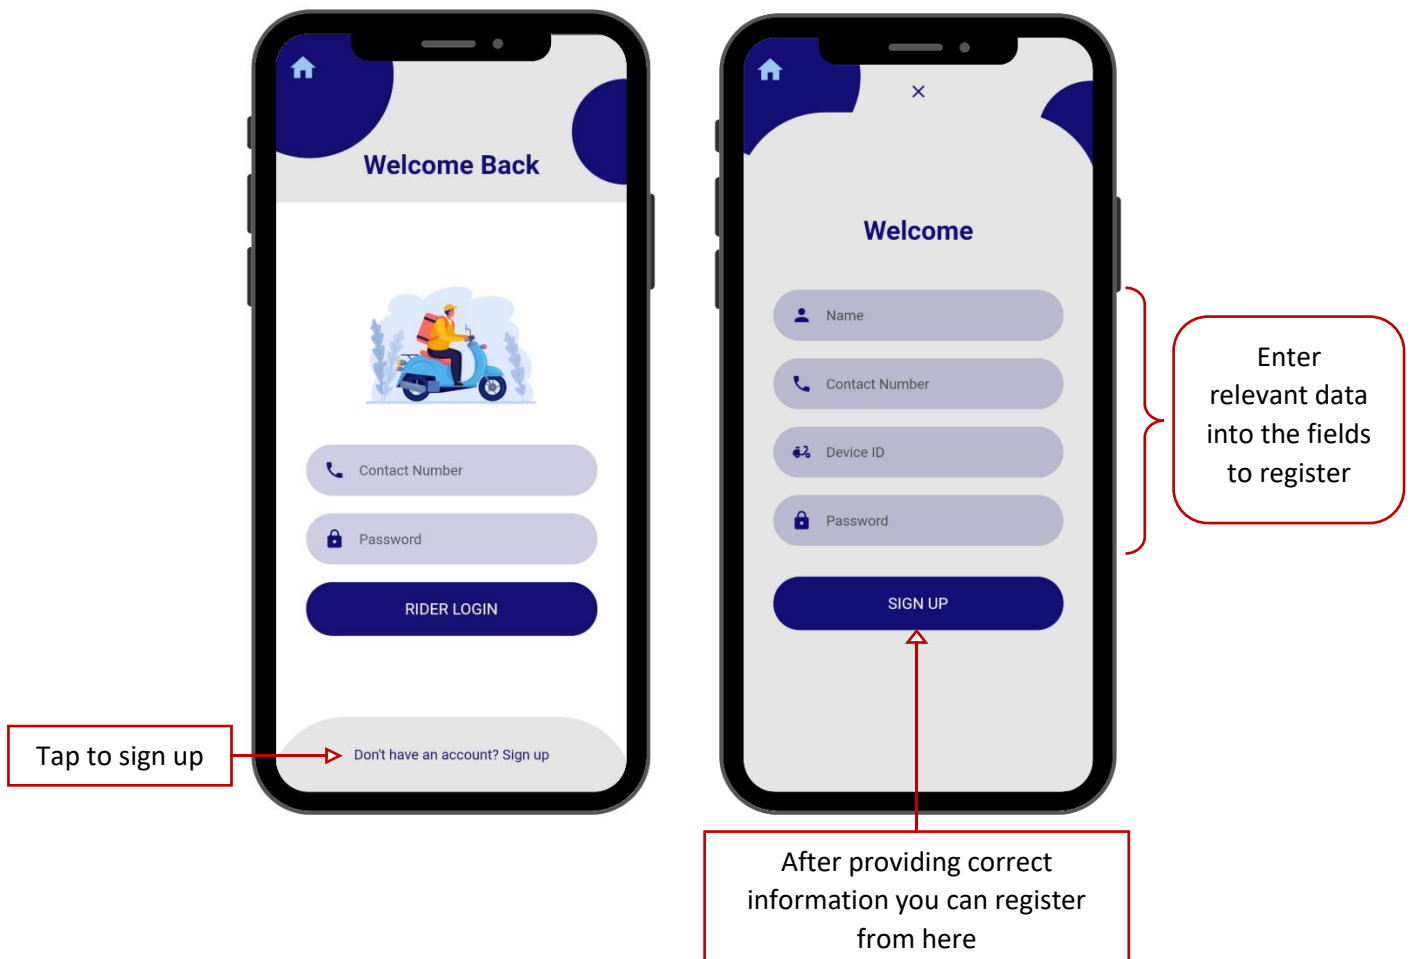 Welcome Back
Contact Number
Password
RIDER LOGIN
Don't have an account? Sign up
Tap to sign up
Welcome
Name
Contact Number
Device ID
Password
SIGN UP
Enter
relevant data
into the fields
to register
After providing correct
information you can register
from here